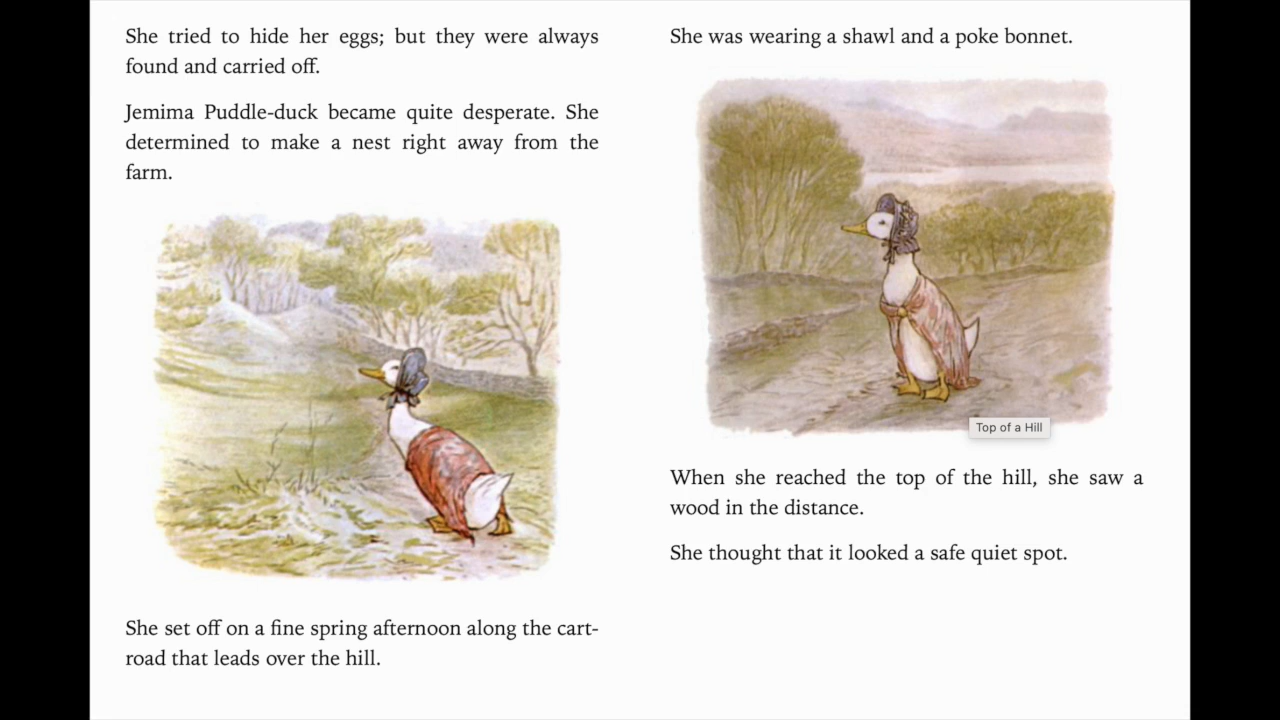 She tried to hide her eggs; but they were always
found and carried off.
Jemima Puddle-duck became quite desperate. She
determined to make a nest right away from the
farm.
She set off on a fine spring afternoon along the cart-
road that leads over the hill.
She was wearing a shawl and a poke bonnet.
Top of a Hill
When she reached the top of the hill, she saw a
wood in the distance.
She thought that it looked a safe quiet spot.